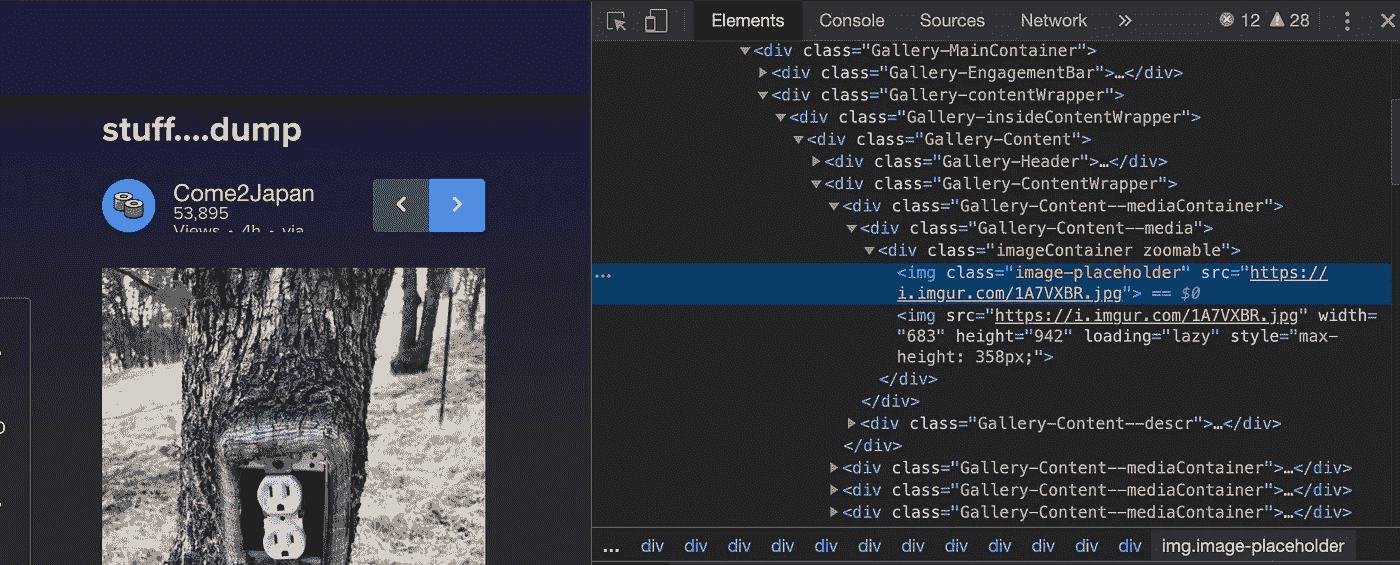 stuff....dump
Come2Japan
53,895
Views • 4h • via
Elements Console Sources Network » 12 28
<div class="Gallery-MainContainer">
<div class="Gallery-EngagementBar">…</div>
<div class="Gallery-contentWrapper">
<div class="Gallery-insideContentWrapper">
<div class="Gallery-Content">
<div class="Gallery-Header">…</div>
<div class="Gallery-ContentWrapper">
<div class="Gallery-Content--mediaContainer">
<div class="Gallery-Content--media">
<div class="imageContainer zoomable">
<img class="image-placeholder" src="https://
i.imgur.com/1A7VXBR.jpg"> == $0
<img src="https://i.imgur.com/1A7VXBR.jpg" width=
"683" height="942" loading="lazy" style="max-
height: 358px;">
</div>
</div>
<div class="Gallery-Content--descr">…</div>
</div>
<div class="Gallery-Content--mediaContainer">…</div>
<div class="Gallery-Content--mediaContainer">…</div>
<div class="Gallery-Content--mediaContainer">…</div>
... div div div div div div div div div div div div img.image-placeholder